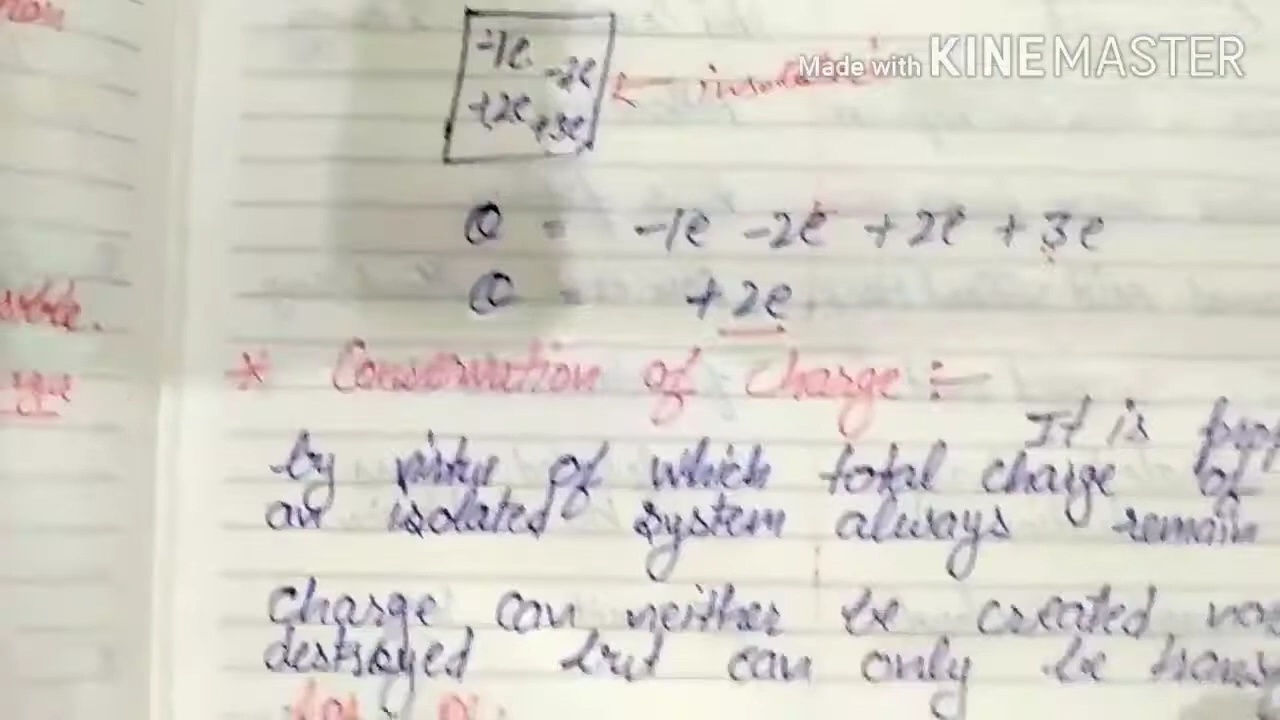 -1e
-2e
+2e +3e
←
Made with KINEMASTER
Q = -1e -2e +2e +3e
Q = +2e
* Conservation of charge :-
It is
by virtue of which total charge of
an isolated system always remain
charge can neither be created, nor
destroyed but can only be